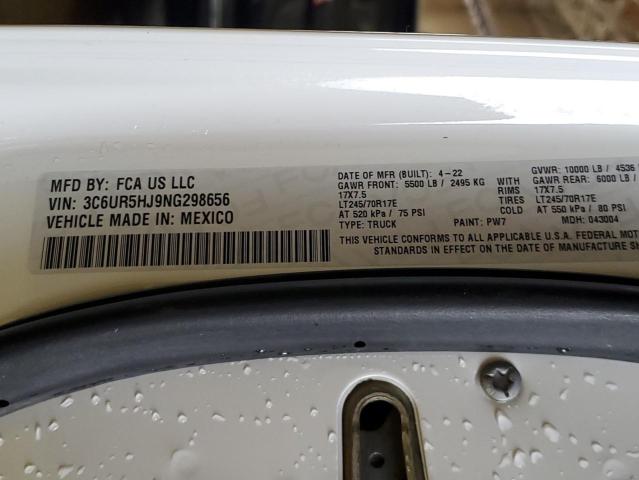 MFD BY: FCA US LLC
VIN: 3C6UR5HJ9NG298656
VEHICLE MADE IN: MEXICO
DATE OF MFR (BUILT): 4-22 GVWR: 10000 LB / 4536
GAWR FRONT: 5500 LB / 2495 KG WITH GAWR REAR: 6000 LB /
17X7.5 RIMS 17X7.5
LT245/70R17E TIRES LT245/70R17E
AT 520 kPa / 75 PSI COLD AT 550 kPa / 80 PSI
TYPE: TRUCK PAINT: PW7 MDH: 043004
THIS VEHICLE CONFORMS TO ALL APPLICABLE U.S.A. FEDERAL MOT
STANDARDS IN EFFECT ON THE DATE OF MANUFACTURE SH